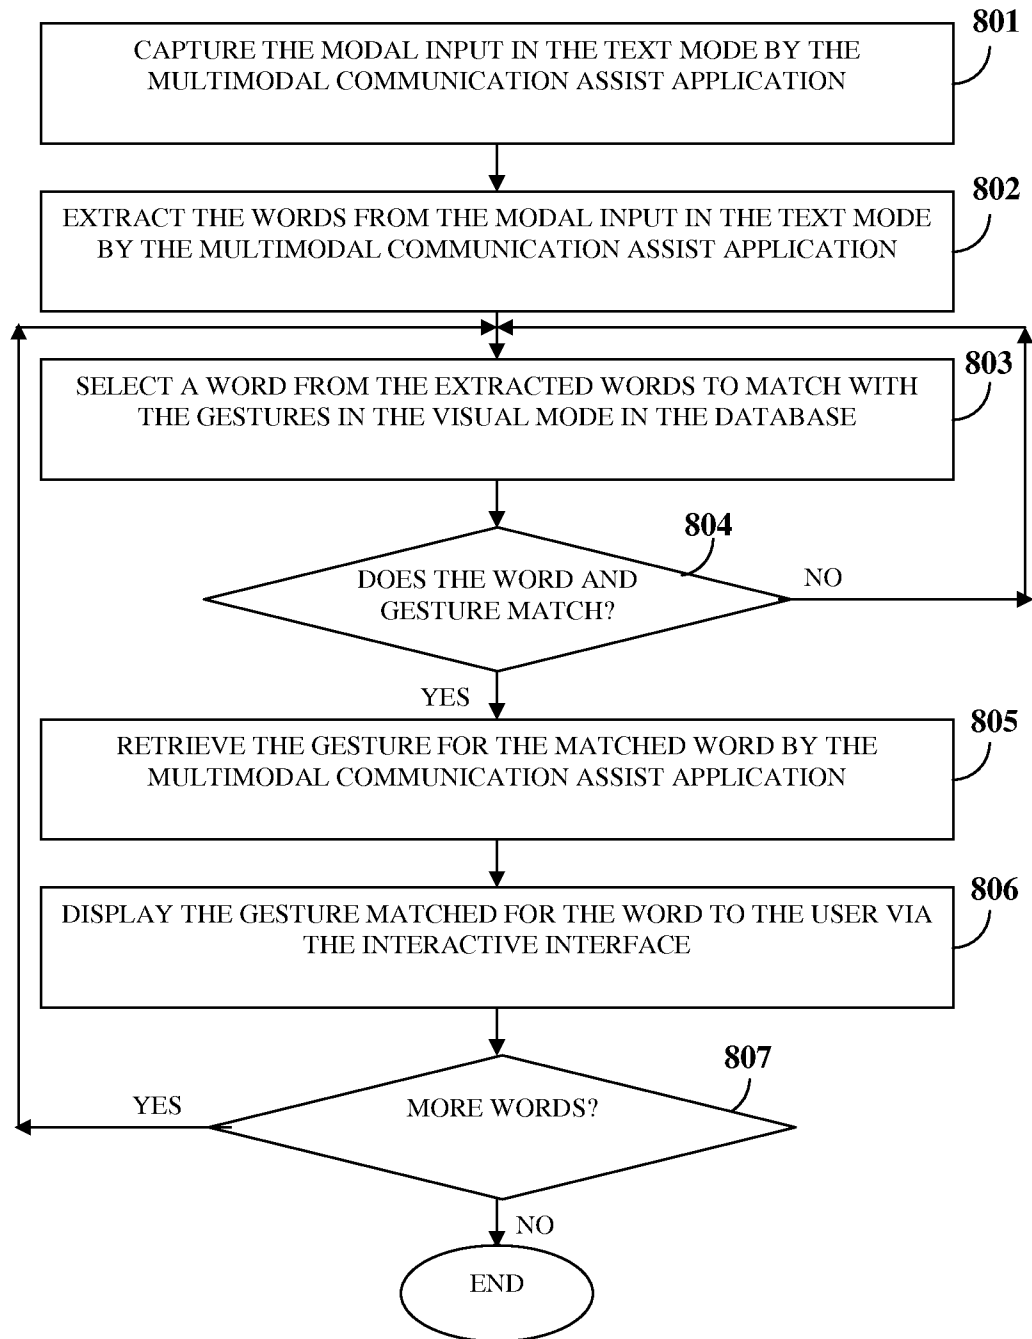 801
CAPTURE THE MODAL INPUT IN THE TEXT MODE BY THE
MULTIMODAL COMMUNICATION ASSIST APPLICATION
802
EXTRACT THE WORDS FROM THE MODAL INPUT IN THE TEXT MODE
BY THE MULTIMODAL COMMUNICATION ASSIST APPLICATION
803
SELECT A WORD FROM THE EXTRACTED WORDS TO MATCH WITH
THE GESTURES IN THE VISUAL MODE IN THE DATABASE
804
DOES THE WORD AND
GESTURE MATCH?
NO
YES
805
RETRIEVE THE GESTURE FOR THE MATCHED WORD BY THE
MULTIMODAL COMMUNICATION ASSIST APPLICATION
806
DISPLAY THE GESTURE MATCHED FOR THE WORD TO THE USER VIA
THE INTERACTIVE INTERFACE
807
YES
MORE WORDS?
NO
END